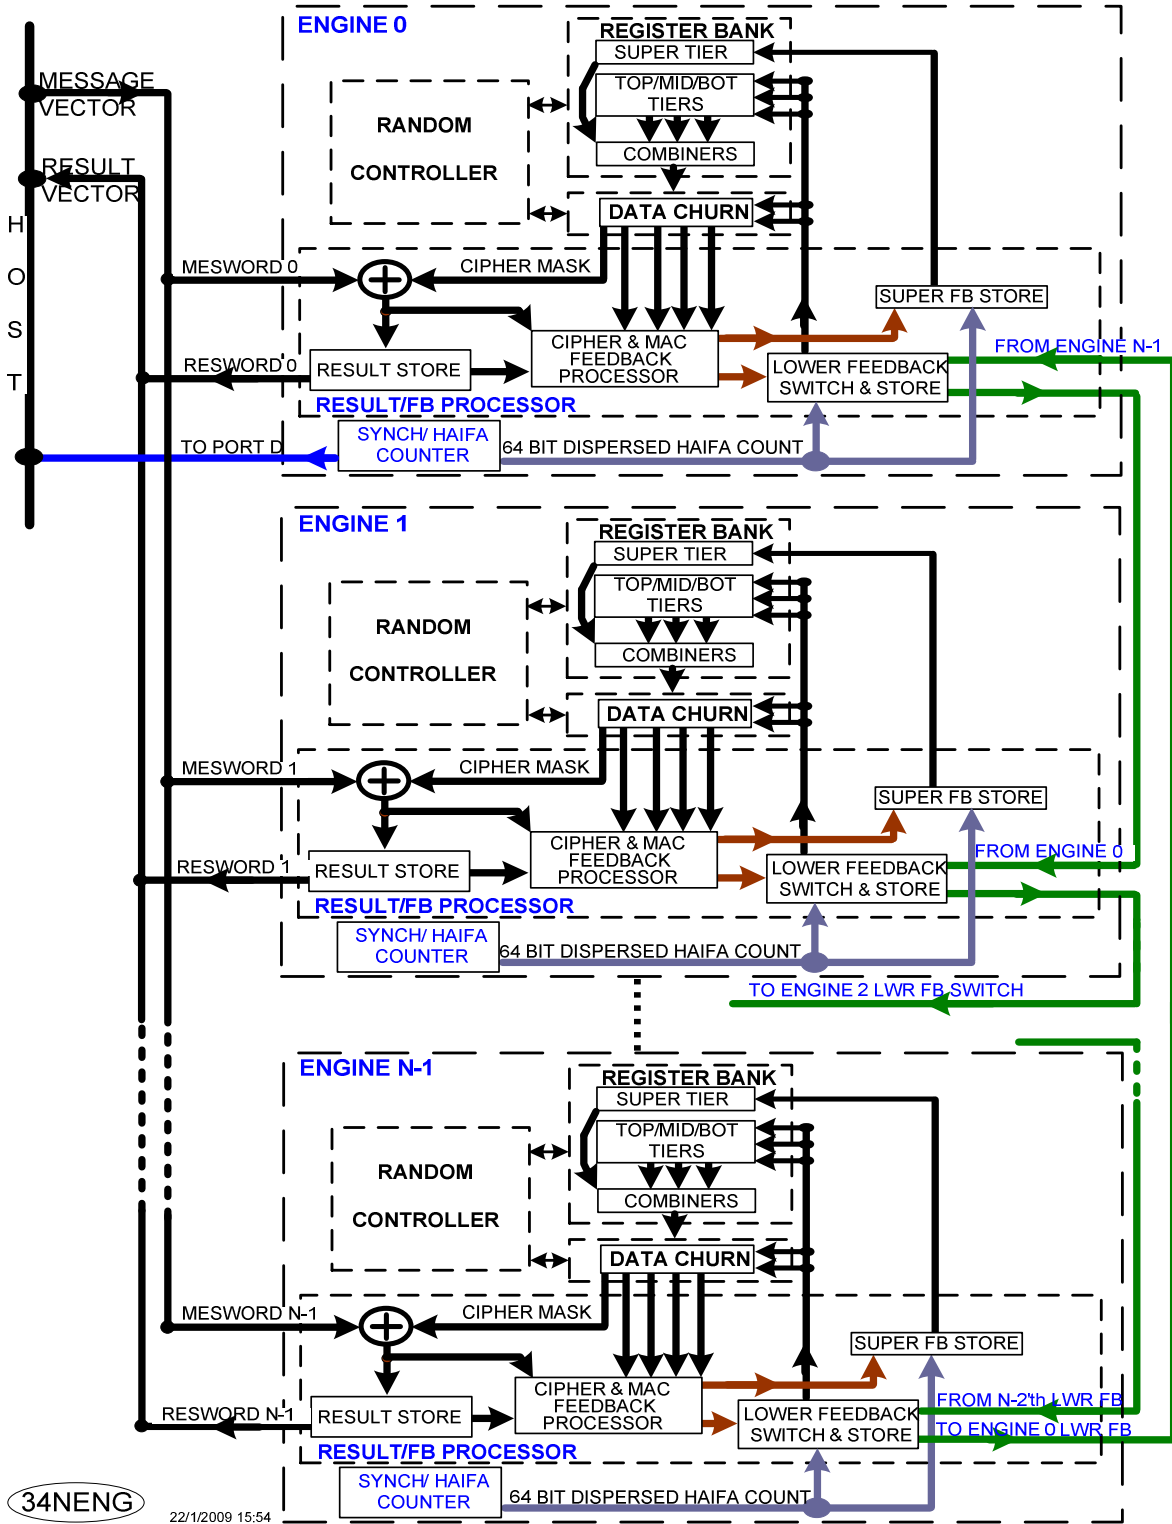 ENGINE 0
REGISTER BANK
SUPER TIER
MESSAGE
VECTOR
TOP/MID/BOT
TIERS
RANDOM
CONTROLLER
COMBINERS
RESULT
VECTOR
DATA CHURN
H
O
S
T
MESWORD 0
CIPHER MASK
SUPER FB STORE
CIPHER & MAC
FEEDBACK
PROCESSOR
FROM ENGINE N-1
RESWORD 0
RESULT STORE
LOWER FEEDBACK
SWITCH & STORE
RESULT/FB PROCESSOR
TO PORT D
SYNCH/ HAIFA
COUNTER
64 BIT DISPERSED HAIFA COUNT
ENGINE 1
REGISTER BANK
SUPER TIER
TOP/MID/BOT
TIERS
RANDOM
CONTROLLER
COMBINERS
DATA CHURN
MESWORD 1
CIPHER MASK
SUPER FB STORE
CIPHER & MAC
FEEDBACK
PROCESSOR
FROM ENGINE 0
RESWORD 1
RESULT STORE
LOWER FEEDBACK
SWITCH & STORE
RESULT/FB PROCESSOR
SYNCH/ HAIFA
COUNTER
64 BIT DISPERSED HAIFA COUNT
TO ENGINE 2 LWR FB SWITCH
ENGINE N-1
REGISTER BANK
SUPER TIER
TOP/MID/BOT
TIERS
RANDOM
CONTROLLER
COMBINERS
DATA CHURN
MESWORD N-1
CIPHER MASK
SUPER FB STORE
CIPHER & MAC
FEEDBACK
PROCESSOR
FROM N-2'th LWR FB
RESWORD N-1
RESULT STORE
LOWER FEEDBACK
SWITCH & STORE
TO ENGINE 0 LWR FB
RESULT/FB PROCESSOR
SYNCH/ HAIFA
COUNTER
64 BIT DISPERSED HAIFA COUNT
34NENG
22/1/2009 15:54